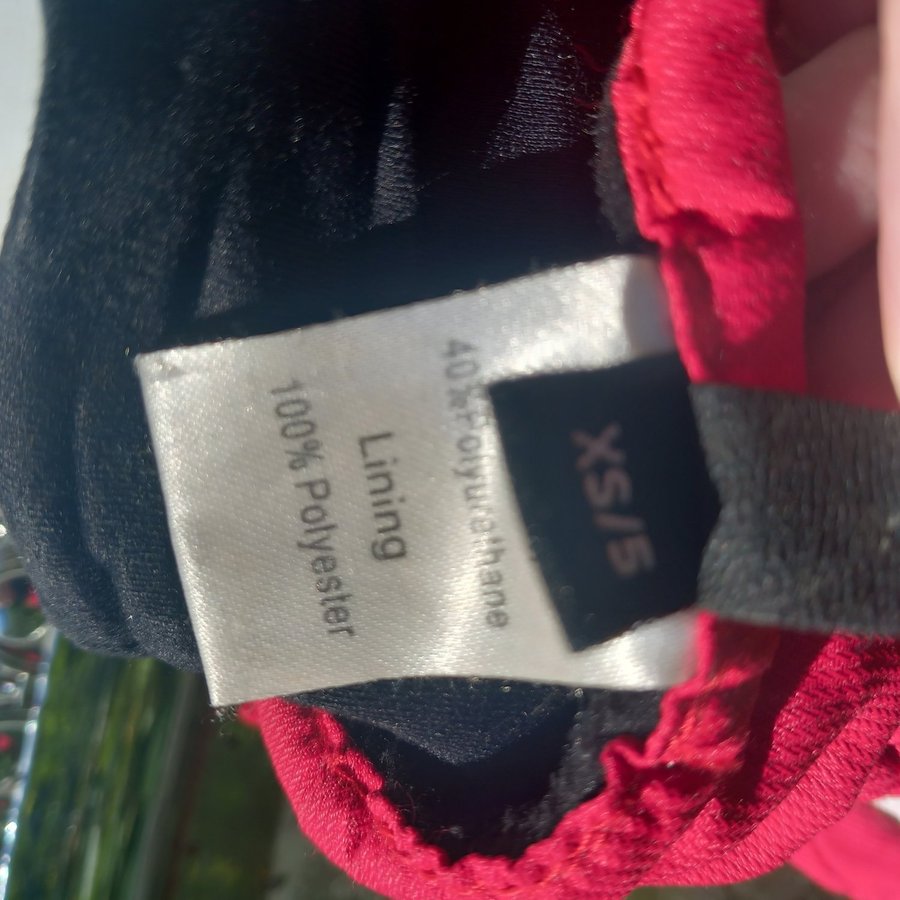 XS/5
40% Polyurethane
Lining
100% Polyester